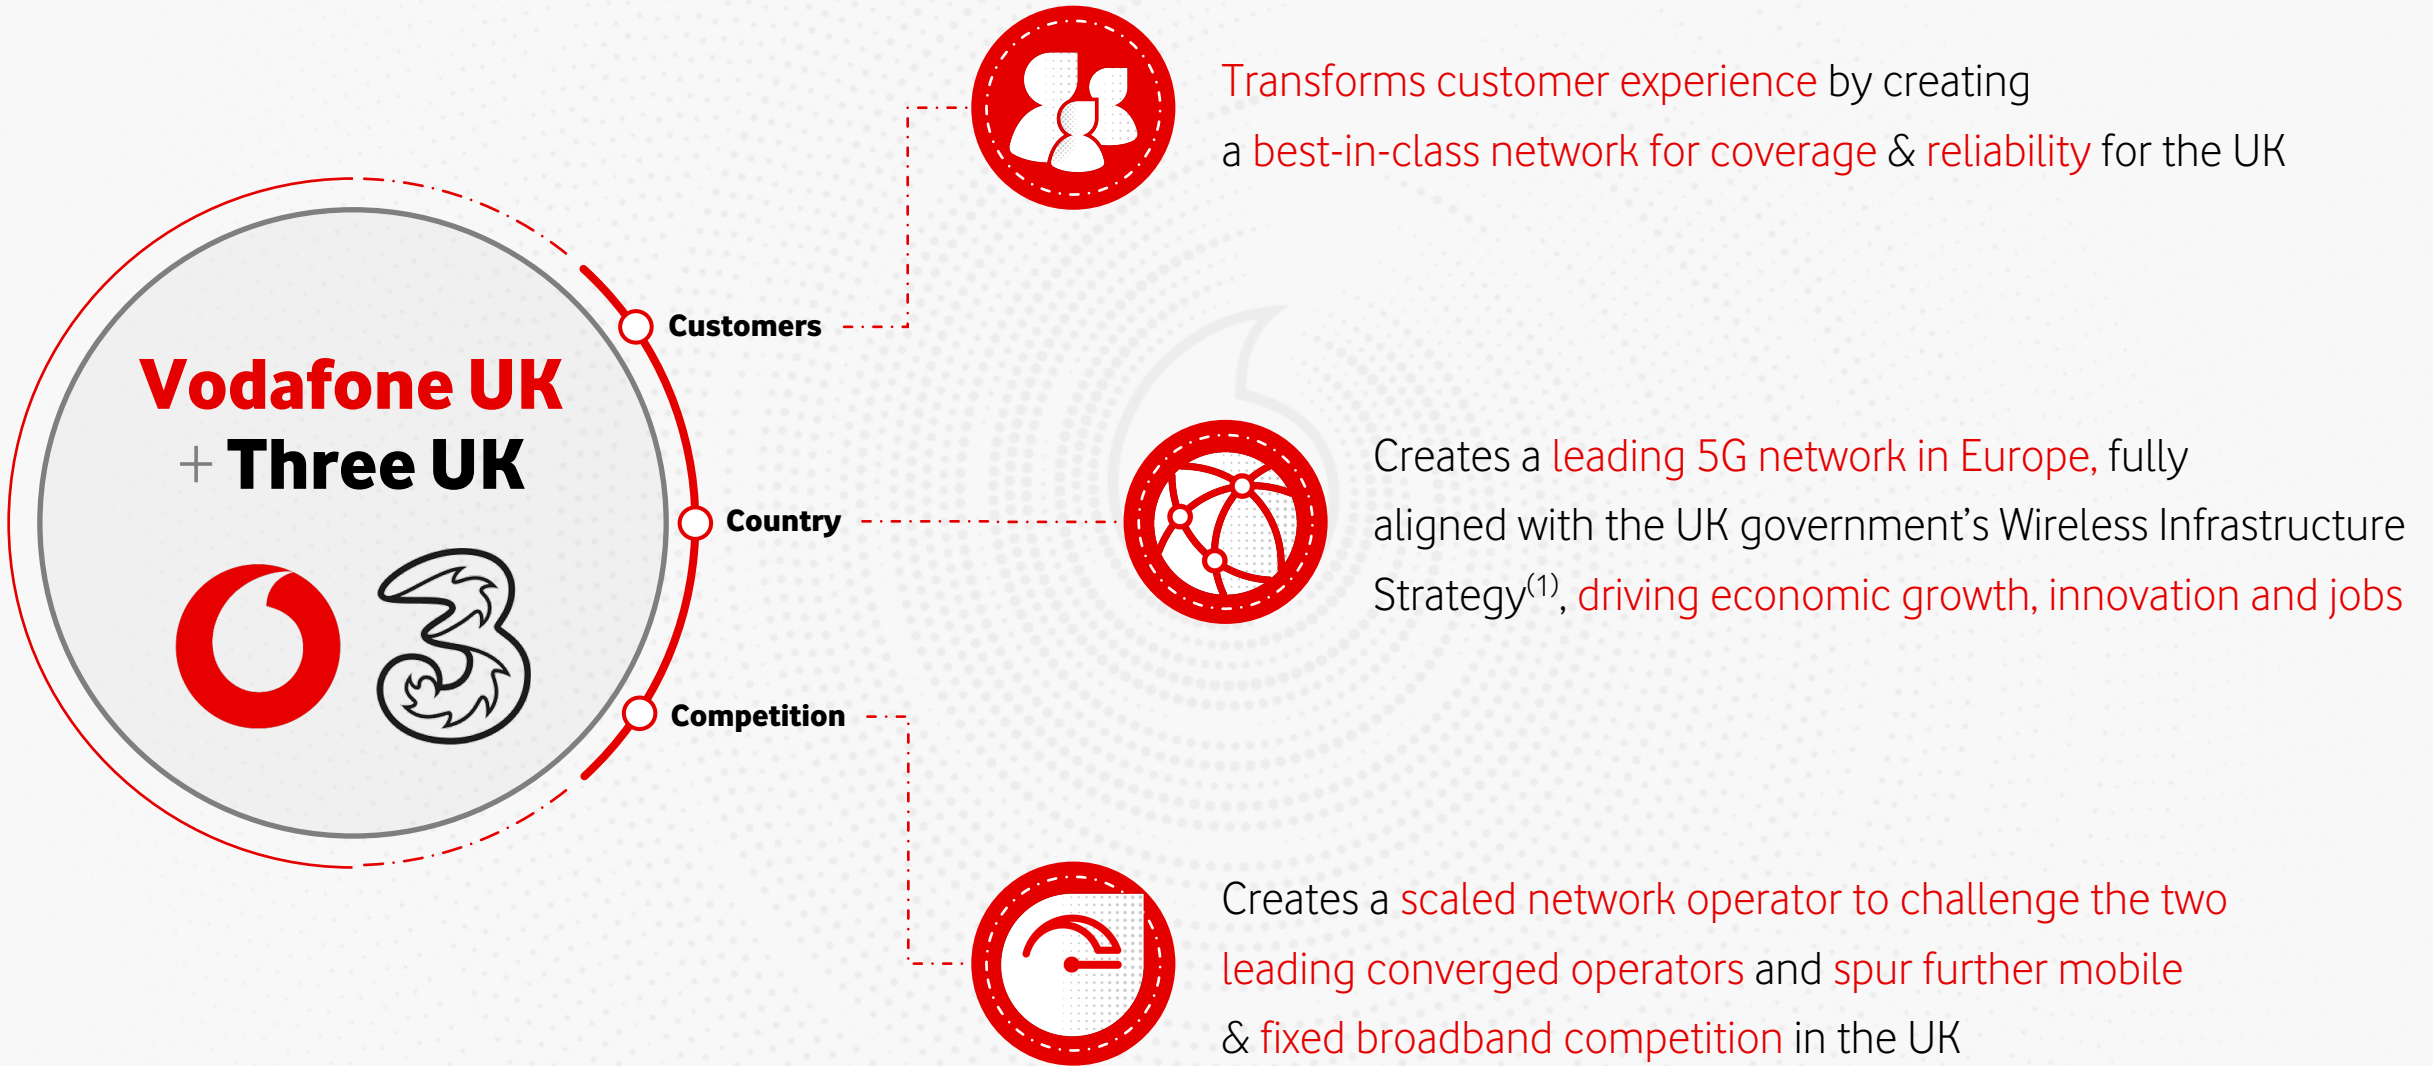 Vodafone UK
+ Three UK
Customers
Transforms customer experience by creating
a best-in-class network for coverage & reliability for the UK
Country
Creates a leading 5G network in Europe, fully
aligned with the UK government’s Wireless Infrastructure
Strategy(1), driving economic growth, innovation and jobs
Competition
Creates a scaled network operator to challenge the two
leading converged operators and spur further mobile
& fixed broadband competition in the UK